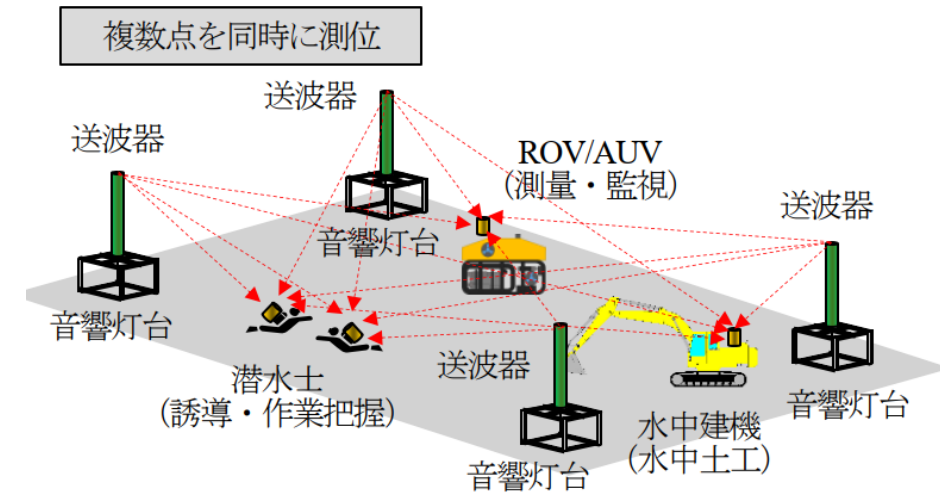 複数点を同時に測位
送波器
送波器
ROV/AUV
（測量・監視）
送波器
音響灯台
音響灯台
送波器
潜水士
（誘導・作業把握）
音響灯台
水中建機
（水中土工）
音響灯台